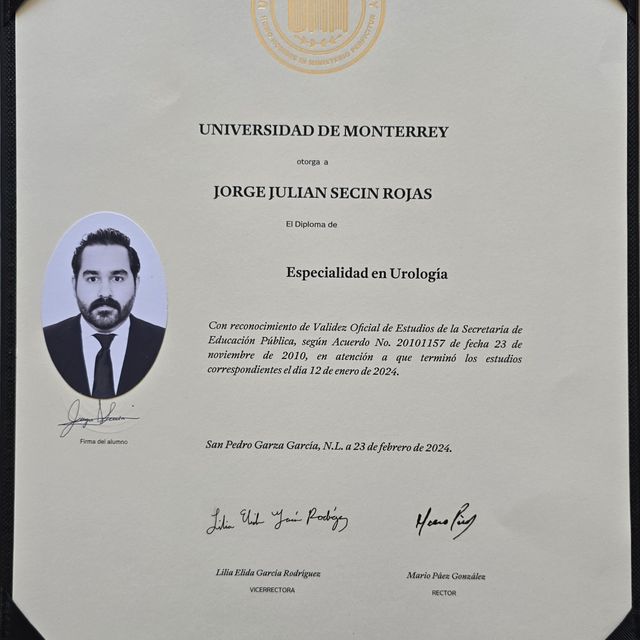 UNIVERSIDAD DE MONTERREY
otorga a
JORGE JULIAN SECIN ROJAS
El Diploma de
Especialidad en Urología
Con reconocimiento de Validez Oficial de Estudios de la Secretaría de
Educación Pública, según Acuerdo No. 20101157 de fecha 23 de
noviembre de 2010, en atención a que terminó los estudios
correspondientes el día 12 de enero de 2024.
Firma del alumno
San Pedro Garza García, N.L. a 23 de febrero de 2024.
Lilia Elida García Rodríguez
VICERRECTORA
Mario Páez González
RECTOR